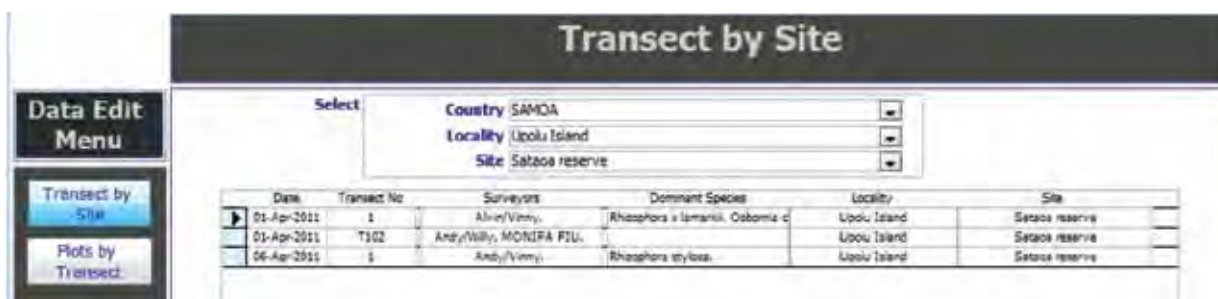 Transect by Site
Data Edit
Menu
Transect by
Site
Plots by
Transect
Select
Country SAMOA
Locality Upolu Island
Site Sataoa reserve
Date Transect No Surveyors Dominant Species Locality Site
01-Apr-2011 1 Alvin/Vinny. Rhizophora x lamarkii. Upolu Island Sataoa reserve
01-Apr-2011 T102 Andy/Willy. MONIFA FIU. Upolu Island Sataoa reserve
06-Apr-2011 1 Andy/Vinny. Rhizophora stylosa. Upolu Island Sataoa reserve